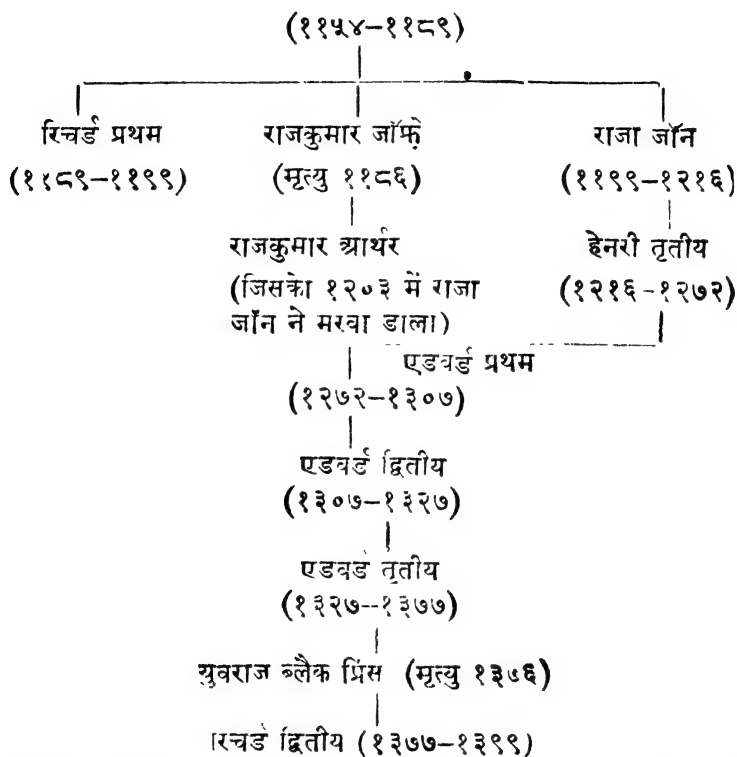 (११५४–११८९)
रिचर्ड प्रथम राजकुमार जॉफ़्रे राजा जॉन
(११८९–११९९) (मृत्यु ११८६) (११९९–१२१६)
राजकुमार आर्थर हेनरी तृतीय
(जिसको १२०३ में राजा (१२१६-१२७२)
जॉन ने मरवा डाला)
एडवर्ड प्रथम
(१२७२–१३०७)
एडवर्ड द्वितीय
(१३०७–१३२७)
एडवर्ड तृतीय
(१३२७--१३७७)
युवराज ब्लैक प्रिंस (मृत्यु १३७६)
रिचर्ड द्वितीय (१३७७–१३९९)